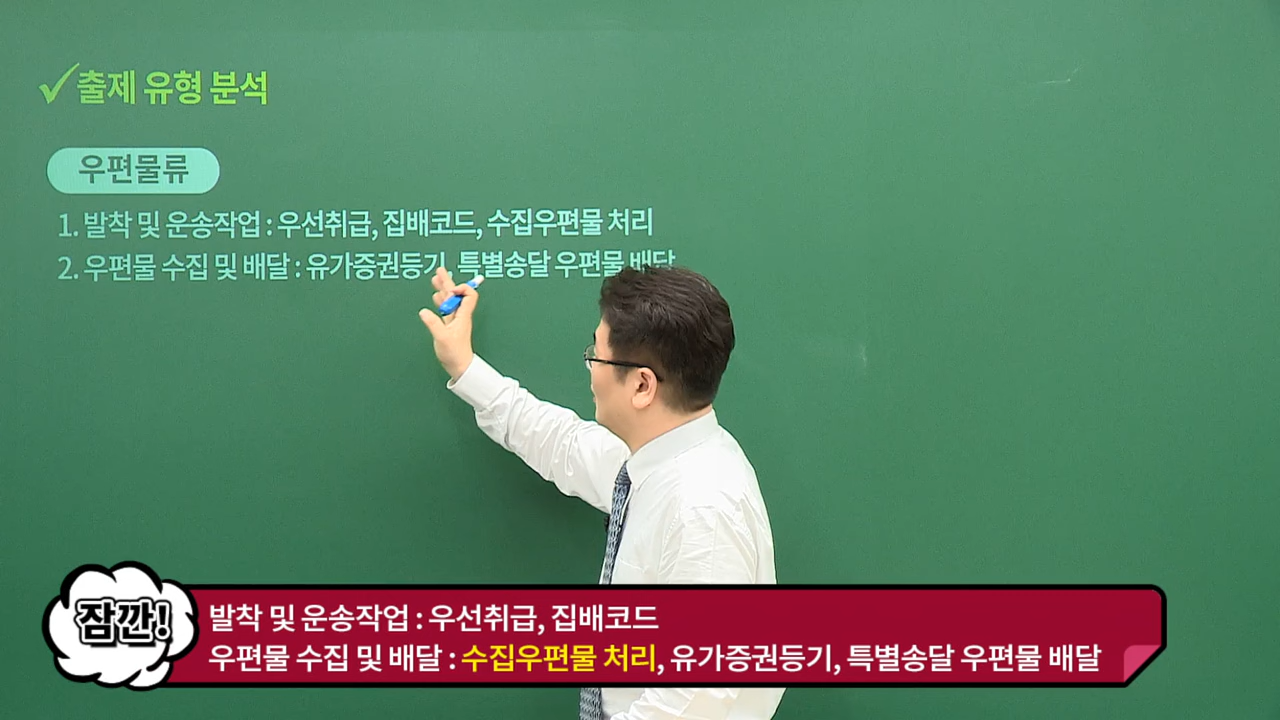 출제 유형 분석
우편물류
1. 발착 및 운송작업 : 우선취급, 집배코드, 수집우편물 처리
2. 우편물 수집 및 배달 : 유가증권등기, 특별송달 우편물 배달
잠깐!
발착 및 운송작업 : 우선취급, 집배코드
우편물 수집 및 배달 : 수집우편물 처리, 유가증권등기, 특별송달 우편물 배달